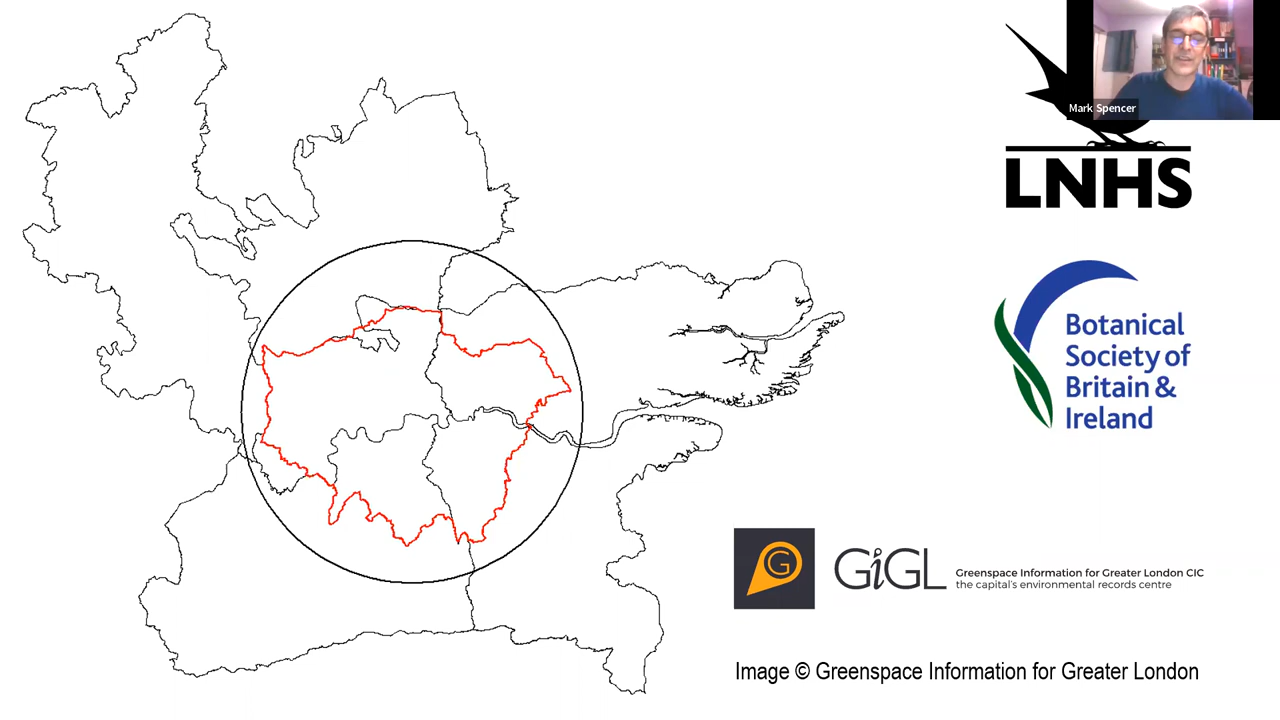 Mark Spencer
LNHS
Botanical
Society of
Britain &
Ireland
G
GiGL
Greenspace Information for Greater London CIC
the capital's environmental records centre
Image © Greenspace Information for Greater London